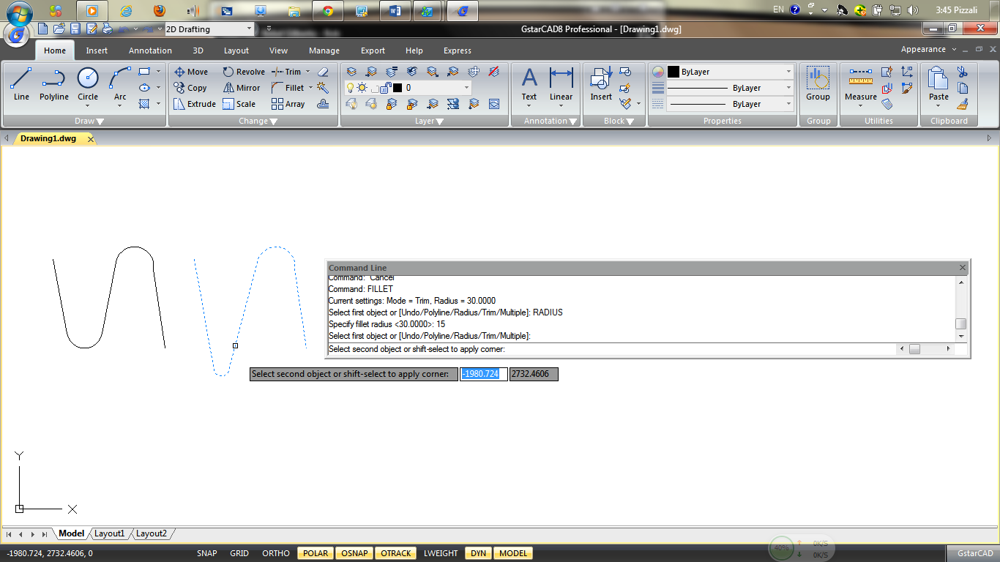 EN
3:45 Pizzali
2D Drafting
GstarCAD8 Professional - [Drawing1.dwg]
Home Insert Annotation 3D Layout View Manage Export Help Express Appearance
Move Revolve Trim ByLayer
Copy Mirror Fillet 0 ByLayer
Extrude Scale Array ByLayer
Line Polyline Circle Arc Text Linear Insert Group Measure Paste
Draw Change Layer Annotation Block Properties Group Utilities Clipboard
Drawing1.dwg
Command Line
Command: *Cancel*
Command: FILLET
Current settings: Mode = Trim, Radius = 30.0000
Select first object or [Undo/Polyline/Radius/Trim/Multiple]: RADIUS
Specify fillet radius <30.0000>: 15
Select first object or [Undo/Polyline/Radius/Trim/Multiple]:
Select second object or shift-select to apply corner:
Select second object or shift-select to apply corner: -1980.724 2732.4606
Y
X
Model Layout1 Layout2
-1980.724, 2732.4606, 0 SNAP GRID ORTHO POLAR OSNAP OTRACK LWEIGHT DYN MODEL GstarCAD
40%
0K/S
0K/S